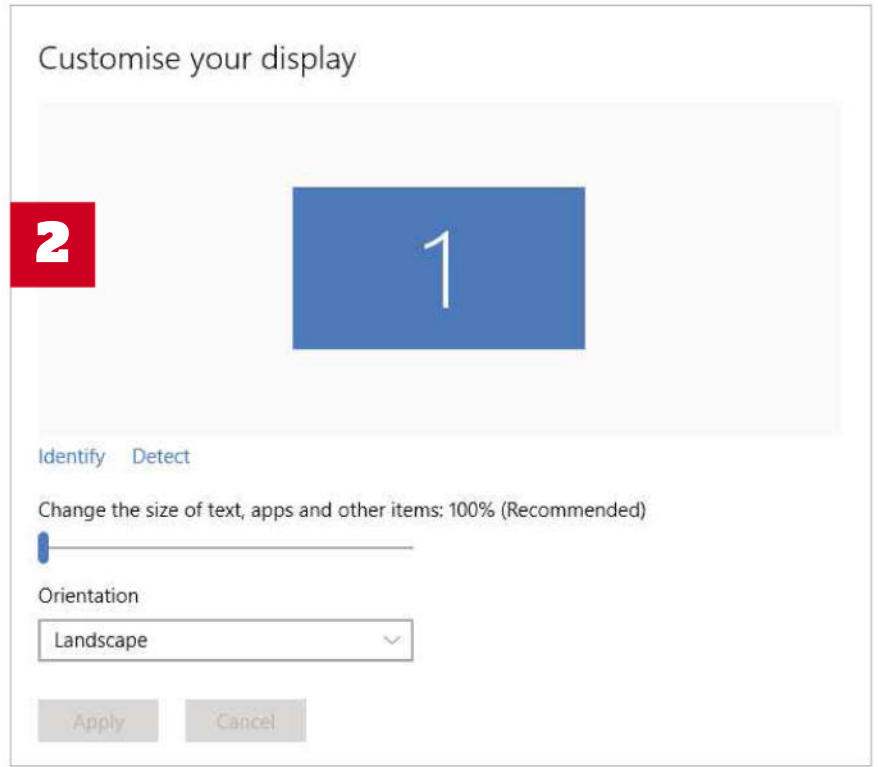 Customise your display
2
1
Identify Detect
Change the size of text, apps and other items: 100% (Recommended)
Orientation
Landscape
Apply Cancel